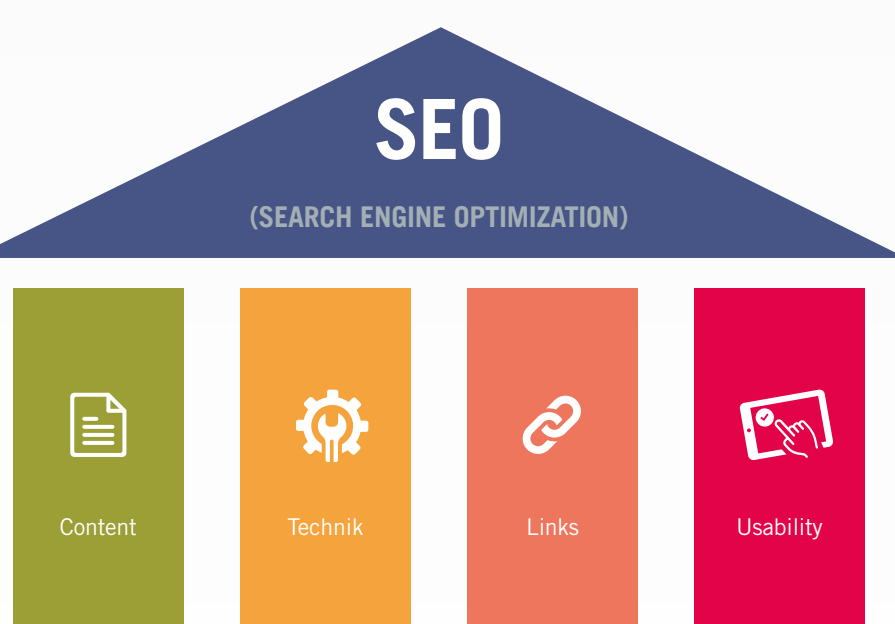 SEO
(SEARCH ENGINE OPTIMIZATION)
Content
Technik
Links
Usability